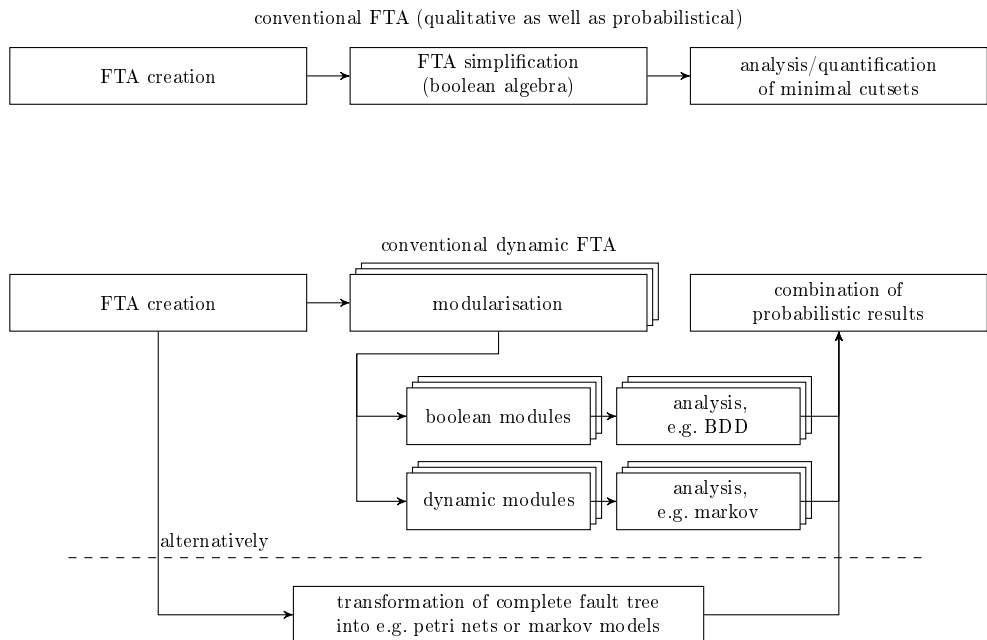 conventional FTA (qualitative as well as probabilistical)
FTA creation
FTA simplification
(boolean algebra)
analysis/quantification
of minimal cutsets
conventional dynamic FTA
FTA creation
modularisation
combination of
probabilistic results
boolean modules
analysis,
e.g. BDD
dynamic modules
analysis,
e.g. markov
alternatively
transformation of complete fault tree
into e.g. petri nets or markov models